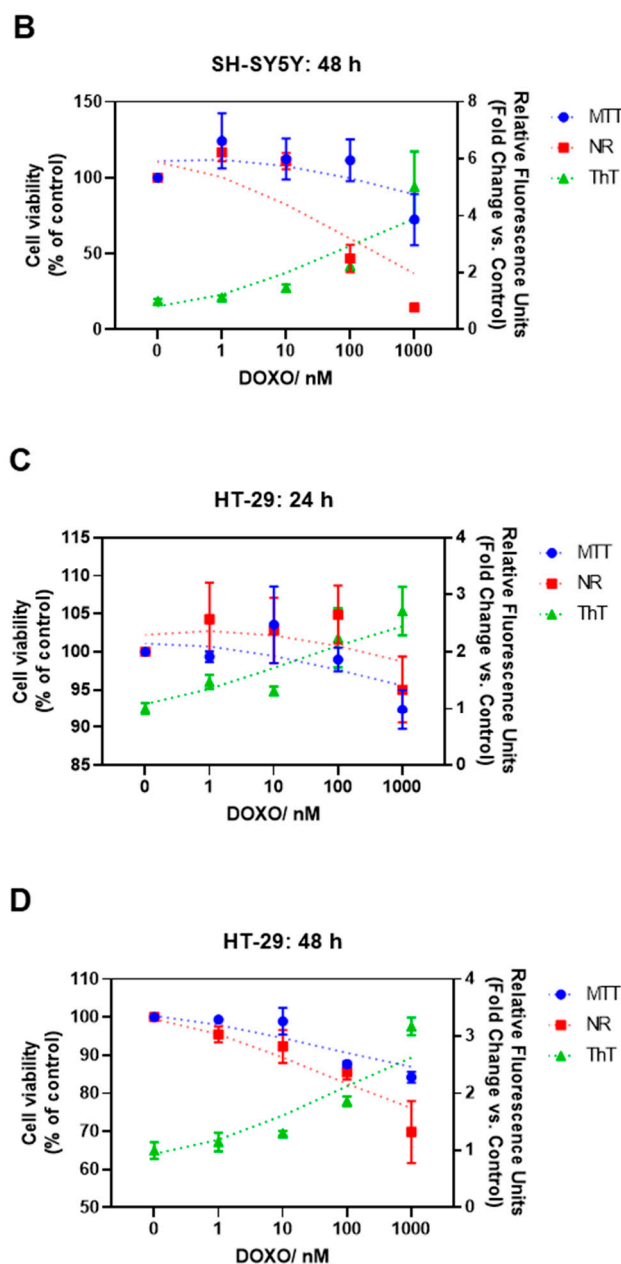 B
SH-SY5Y: 48 h
Cell viability
(% of control)
150
100
50
0
Relative Fluorescence Units
(Fold Change vs. Control)
8
6
4
2
0
0 1 10 100 1000
DOXO/ nM
MTT
NR
ThT
C
HT-29: 24 h
Cell viability
(% of control)
115
110
105
100
95
90
85
Relative Fluorescence Units
(Fold Change vs. Control)
4
3
2
1
0
0 1 10 100 1000
DOXO/ nM
MTT
NR
ThT
D
HT-29: 48 h
Cell viability
(% of control)
110
100
90
80
70
60
50
Relative Fluorescence Units
(Fold Change vs. Control)
4
3
2
1
0
0 1 10 100 1000
DOXO/ nM
MTT
NR
ThT